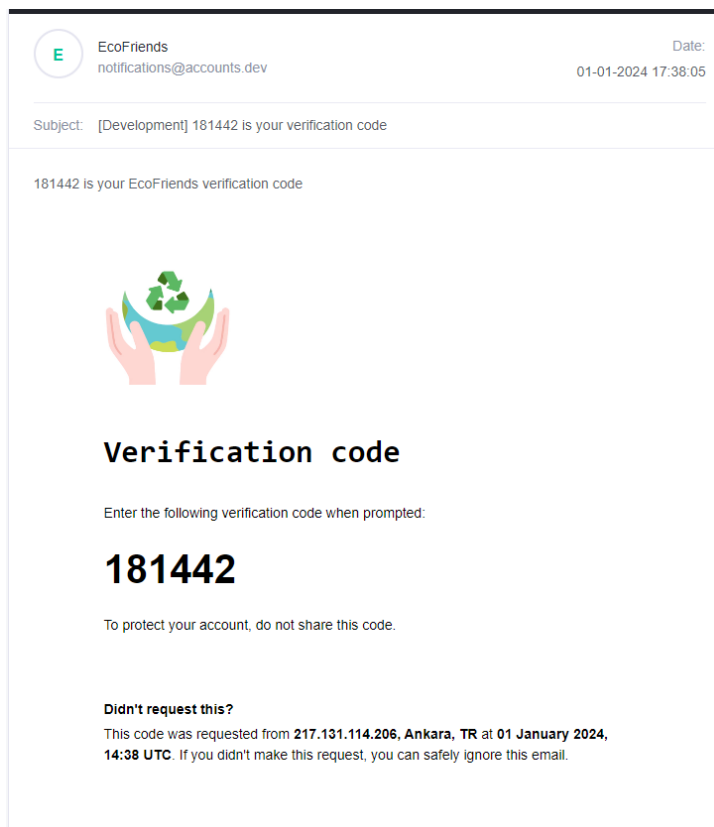 E
EcoFriends
notifications@accounts.dev
Date:
01-01-2024 17:38:05
Subject: [Development] 181442 is your verification code
181442 is your EcoFriends verification code
Verification code
Enter the following verification code when prompted:
181442
To protect your account, do not share this code.
Didn't request this?
This code was requested from 217.131.114.206, Ankara, TR at 01 January 2024,
14:38 UTC. If you didn't make this request, you can safely ignore this email.